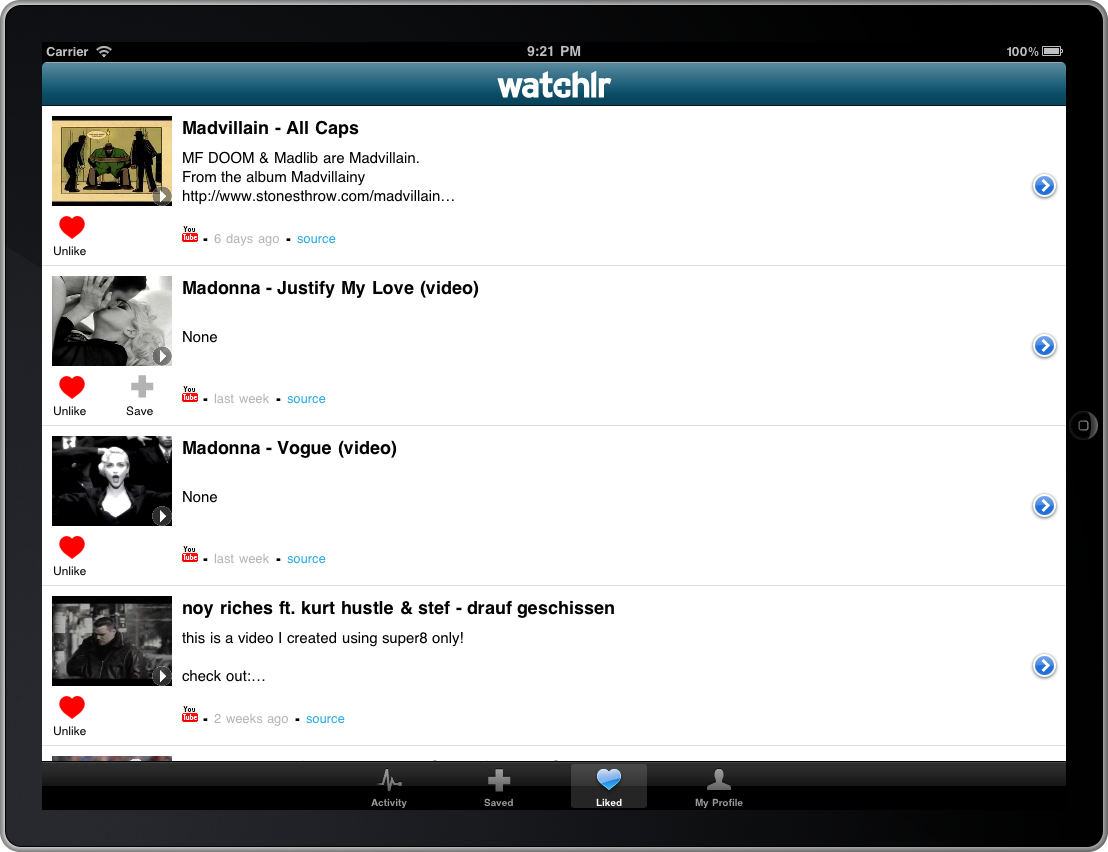 Carrier 9:21 PM 100%
watchlr
Madvillain - All Caps
MF DOOM & Madlib are Madvillain.
From the album Madvillainy
http://www.stonesthrow.com/madvillain…
Unlike
You Tube - 6 days ago - source
Madonna - Justify My Love (video)
None
Unlike Save
You Tube - last week - source
Madonna - Vogue (video)
None
Unlike
You Tube - last week - source
noy riches ft. kurt hustle & stef - drauf geschissen
this is a video I created using super8 only!
check out:…
Unlike
You Tube - 2 weeks ago - source
Activity Saved Liked My Profile